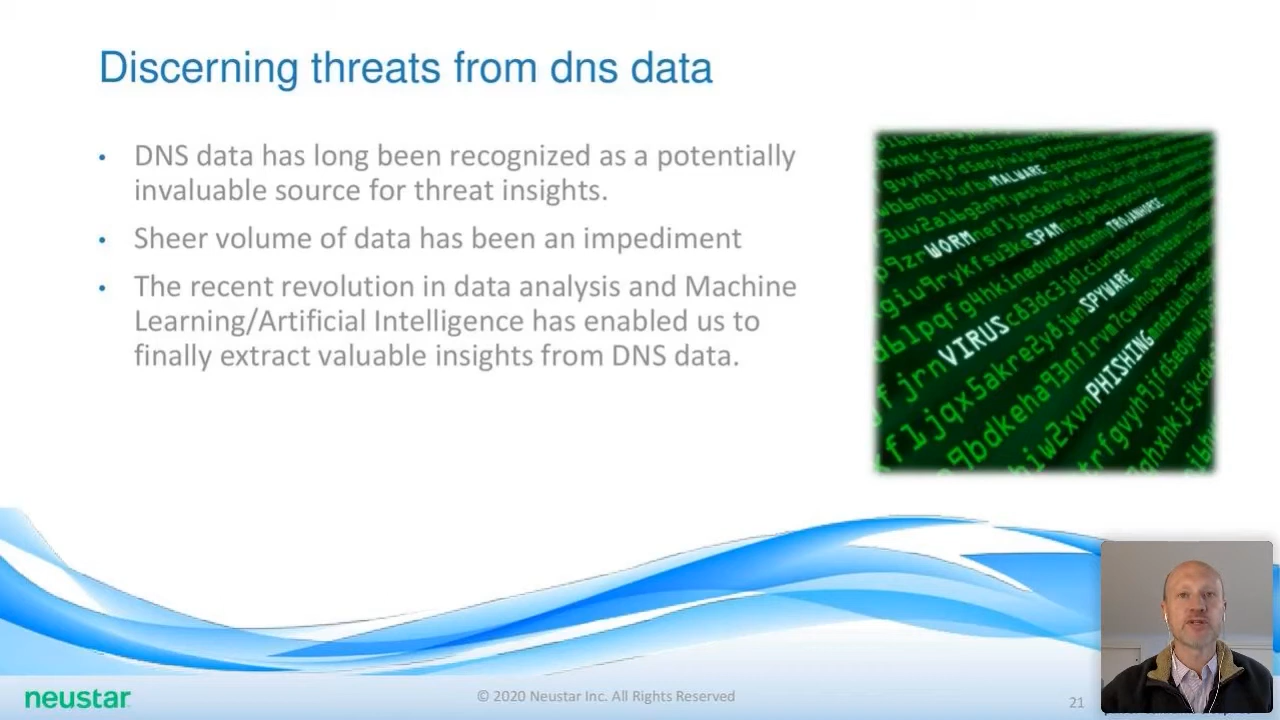 Discerning threats from dns data
• DNS data has long been recognized as a potentially
invaluable source for threat insights.
• Sheer volume of data has been an impediment
• The recent revolution in data analysis and Machine
Learning/Artificial Intelligence has enabled us to
finally extract valuable insights from DNS data.
MALWARE
WORM
SPAM
TROJANHORSE
SPYWARE
VIRUS
PHISHING
neustar
© 2020 Neustar Inc. All Rights Reserved
21